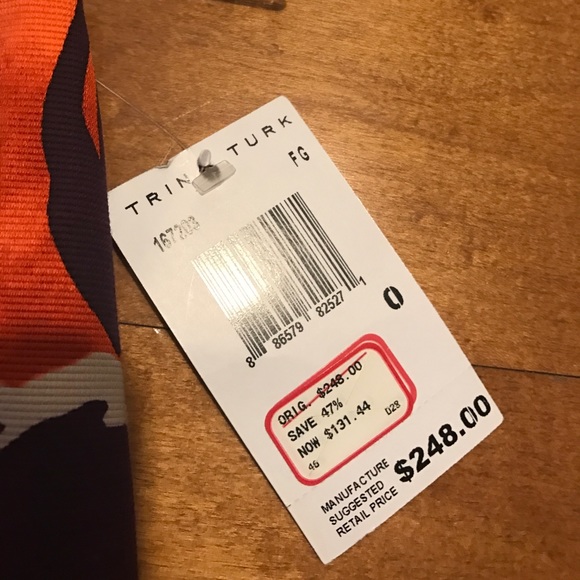 TRINA TURK
FG
167203
8 86579 82527 1
0
ORIG. $248.00
SAVE 47%
NOW $131.44
46 D28
MANUFACTURE
SUGGESTED
RETAIL PRICE
$248.00